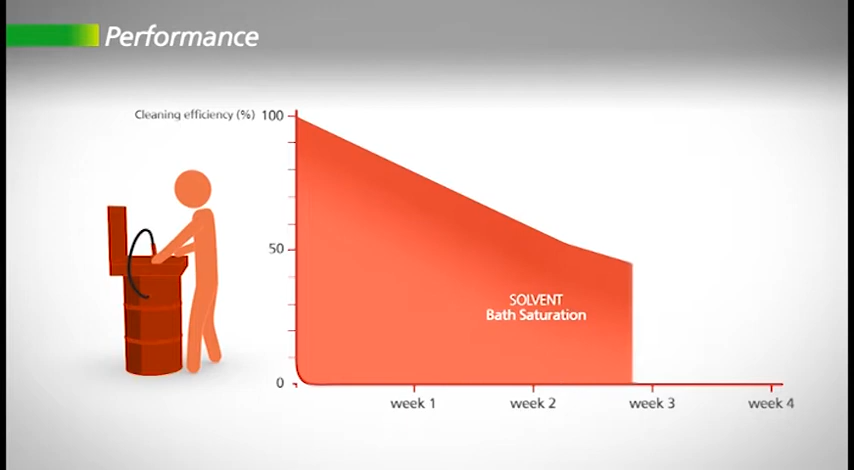 Performance
Cleaning efficiency (%) 100
50
SOLVENT
Bath Saturation
0
week 1 week 2 week 3 week 4